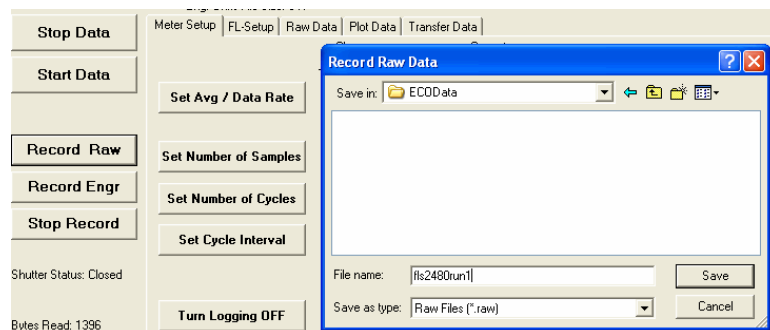 Stop Data
Start Data
Record Raw
Record Engr
Stop Record
Shutter Status: Closed
Bytes Read: 1396
Meter Setup FL-Setup Raw Data Plot Data Transfer Data
Set Avg / Data Rate
Set Number of Samples
Set Number of Cycles
Set Cycle Interval
Turn Logging OFF
Record Raw Data
Save in: ECOData
File name: fls2480run1
Save
Save as type: Raw Files (*.raw)
Cancel